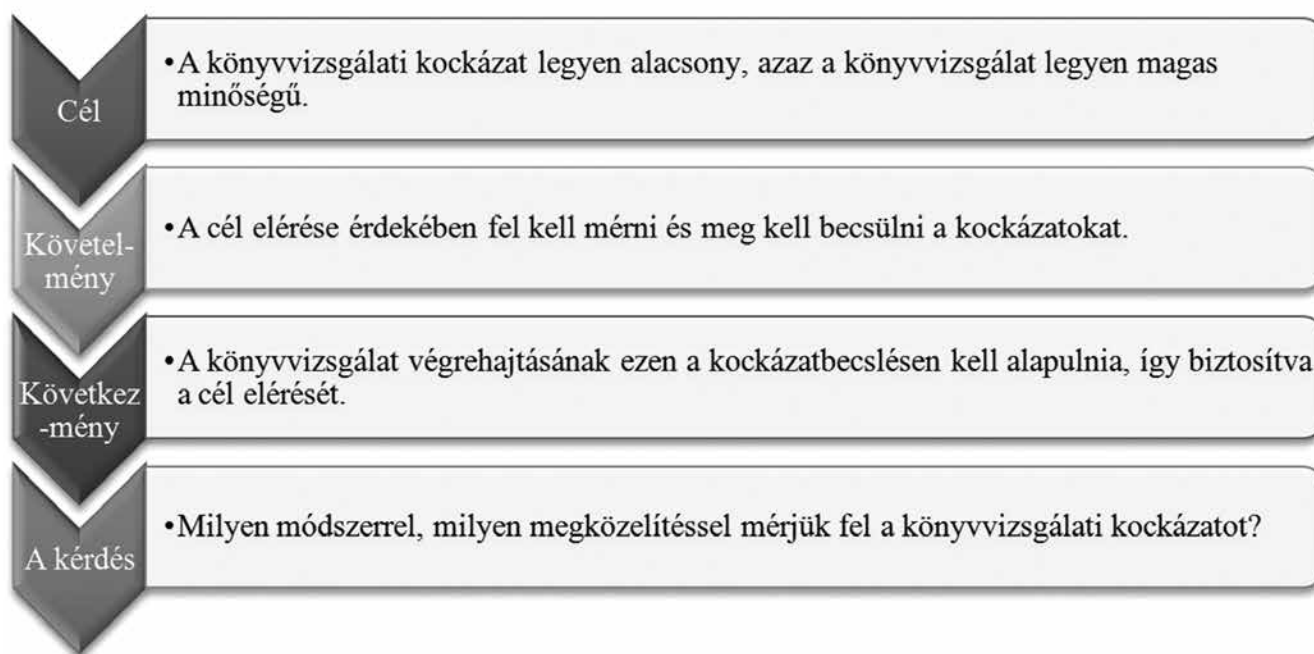 Cél
•A könyvvizsgálati kockázat legyen alacsony, azaz a könyvvizsgálat legyen magas
minőségű.
Követel-
mény
•A cél elérése érdekében fel kell mérni és meg kell becsülni a kockázatokat.
Következ
-mény
•A könyvvizsgálat végrehajtásának ezen a kockázatbecslésen kell alapulnia, így biztosítva
a cél elérését.
A kérdés
•Milyen módszerrel, milyen megközelítéssel mérjük fel a könyvvizsgálati kockázatot?